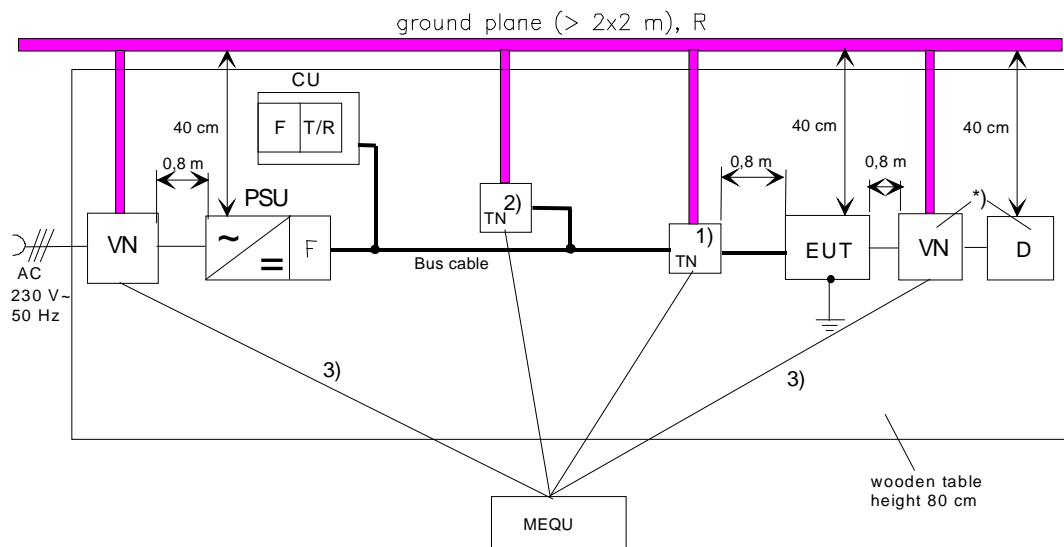 ground plane (> 2x2 m), R
CU
F T/R
40 cm
40 cm
40 cm
0,8 m
0,8 m
0,8 m
PSU
2)
TN
1)
TN
*)
VN
~
=
F
Bus cable
EUT
VN
D
AC
230 V~
50 Hz
3)
3)
wooden table
height 80 cm
MEQU